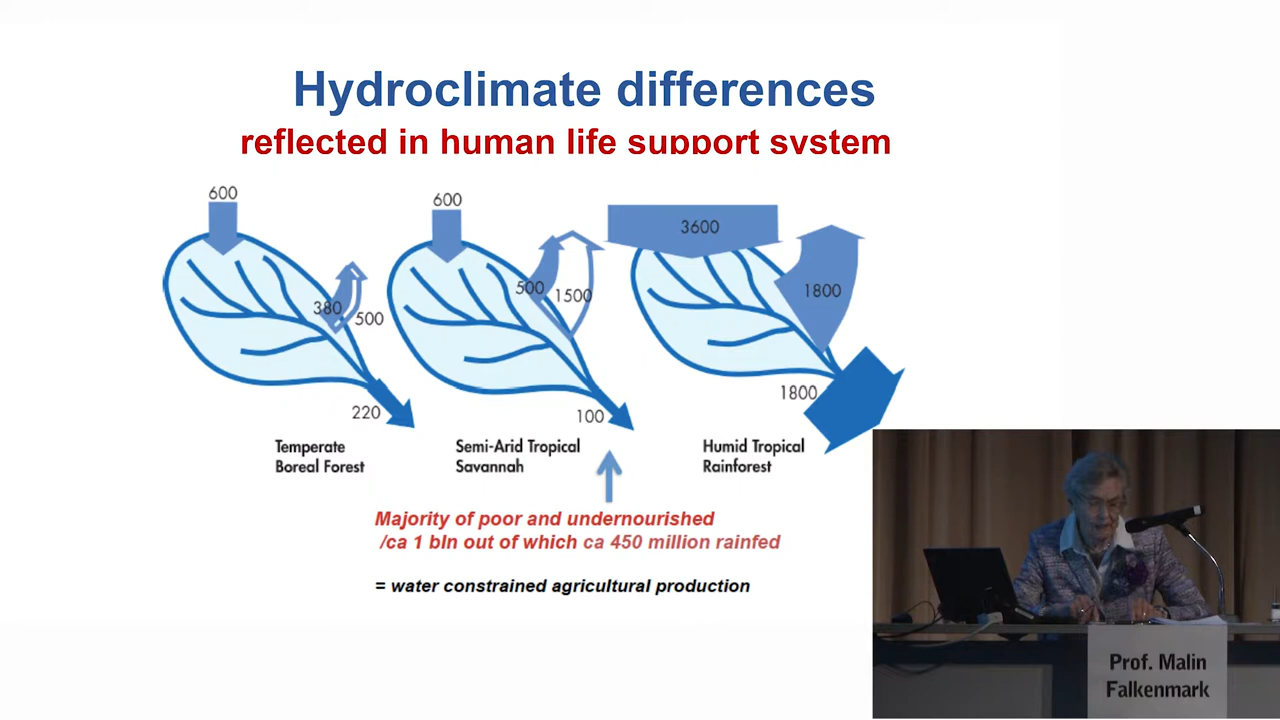 Hydroclimate differences
reflected in human life support system
600
380
500
220
Temperate
Boreal Forest
600
500
1500
100
Semi-Arid Tropical
Savannah
3600
1800
1800
Humid Tropical
Rainforest
Majority of poor and undernourished
/ca 1 bln out of which ca 450 million rainfed
= water constrained agricultural production
Prof. Malin
Falkenmark